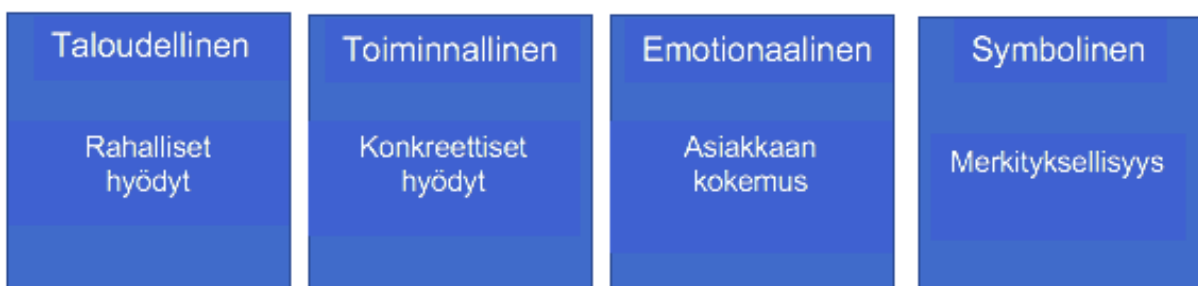 Taloudellinen
Rahalliset
hyödyt
Toiminnallinen
Konkreettiset
hyödyt
Emotionaalinen
Asiakkaan
kokemus
Symbolinen
Merkityksellisyys